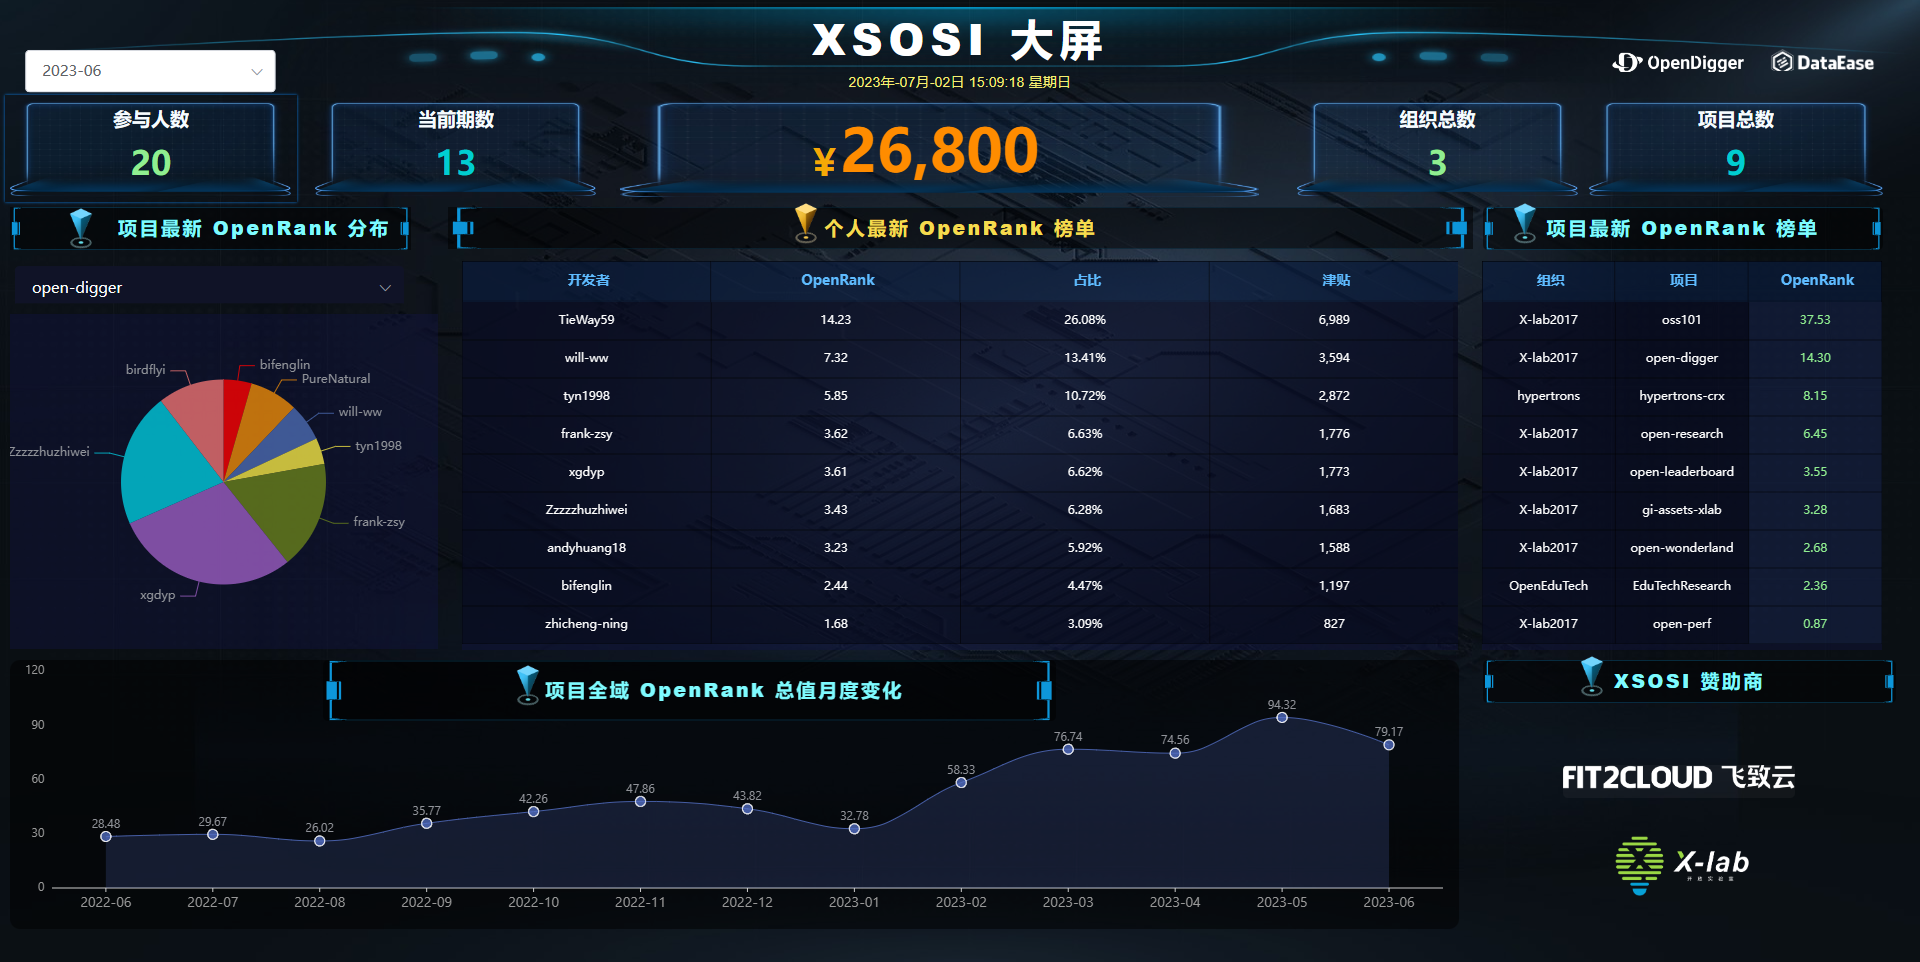 XSOSI 大屏
2023-06
2023年-07月-02日 15:09:18 星期日
OpenDigger
DataEase
参与人数
20
当前期数
13
¥26,800
组织总数
3
项目总数
9
项目最新 OpenRank 分布
open-digger
birdflyi
bifenglin
PureNatural
will-ww
tyn1998
Zzzzzhuzhiwei
frank-zsy
xgdyp
个人最新 OpenRank 榜单
开发者 OpenRank 占比 津贴
TieWay59 14.23 26.08% 6,989
will-ww 7.32 13.41% 3,594
tyn1998 5.85 10.72% 2,872
frank-zsy 3.62 6.63% 1,776
xgdyp 3.61 6.62% 1,773
Zzzzzhuzhiwei 3.43 6.28% 1,683
andyhuang18 3.23 5.92% 1,588
bifenglin 2.44 4.47% 1,197
zhicheng-ning 1.68 3.09% 827
项目最新 OpenRank 榜单
组织 项目 OpenRank
X-lab2017 oss101 37.53
X-lab2017 open-digger 14.30
hypertrons hypertrons-crx 8.15
X-lab2017 open-research 6.45
X-lab2017 open-leaderboard 3.55
X-lab2017 gi-assets-xlab 3.28
X-lab2017 open-wonderland 2.68
OpenEduTech EduTechResearch 2.36
X-lab2017 open-perf 0.87
项目全域 OpenRank 总值月度变化
120
90
60
30
0
28.48 29.67 26.02 35.77 42.26 47.86 43.82 32.78 58.33 76.74 74.56 94.32 79.17
2022-06 2022-07 2022-08 2022-09 2022-10 2022-11 2022-12 2023-01 2023-02 2023-03 2023-04 2023-05 2023-06
XSOSI 赞助商
FIT2CLOUD 飞致云
X-lab
开放实验室